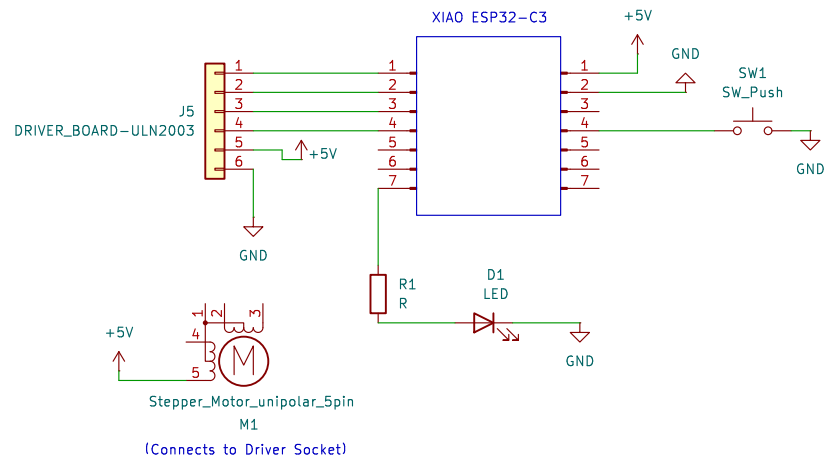 XIAO ESP32-C3
+5V
GND
SW1
SW_Push
GND
J5
DRIVER_BOARD-ULN2003
1
2
3
4
5
6
+5V
GND
1
2
3
4
5
6
7
1
2
3
4
5
6
7
R1
R
D1
LED
GND
+5V
1
2
3
4
5
M
Stepper_Motor_unipolar_5pin
M1
(Connects to Driver Socket)